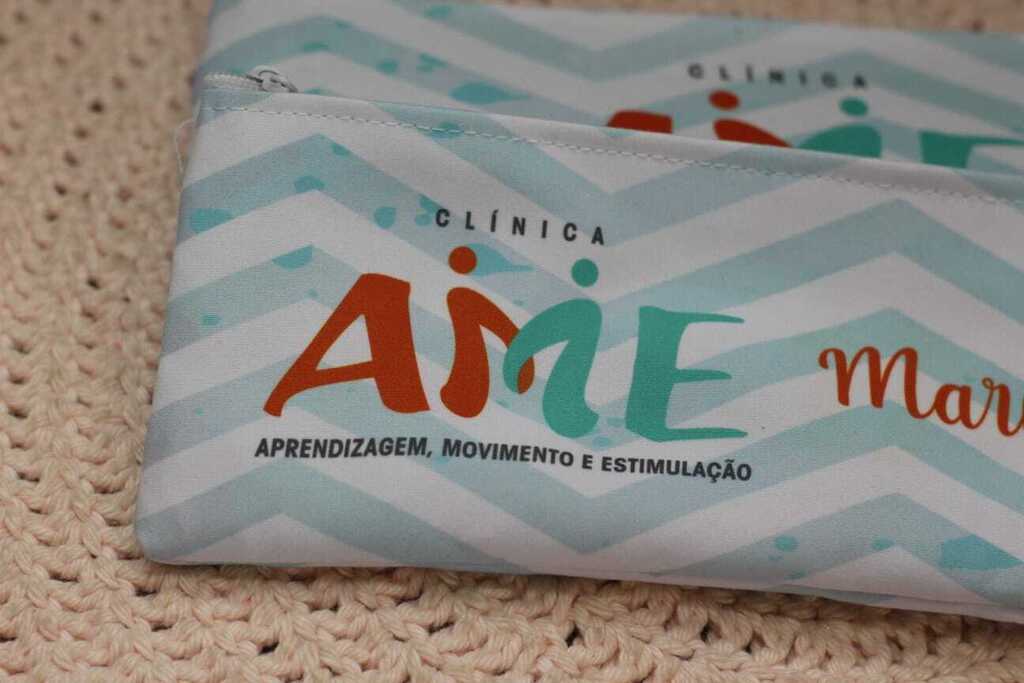 CLÍNICA
CLÍNICA
AME
APRENDIZAGEM, MOVIMENTO E ESTIMULAÇÃO